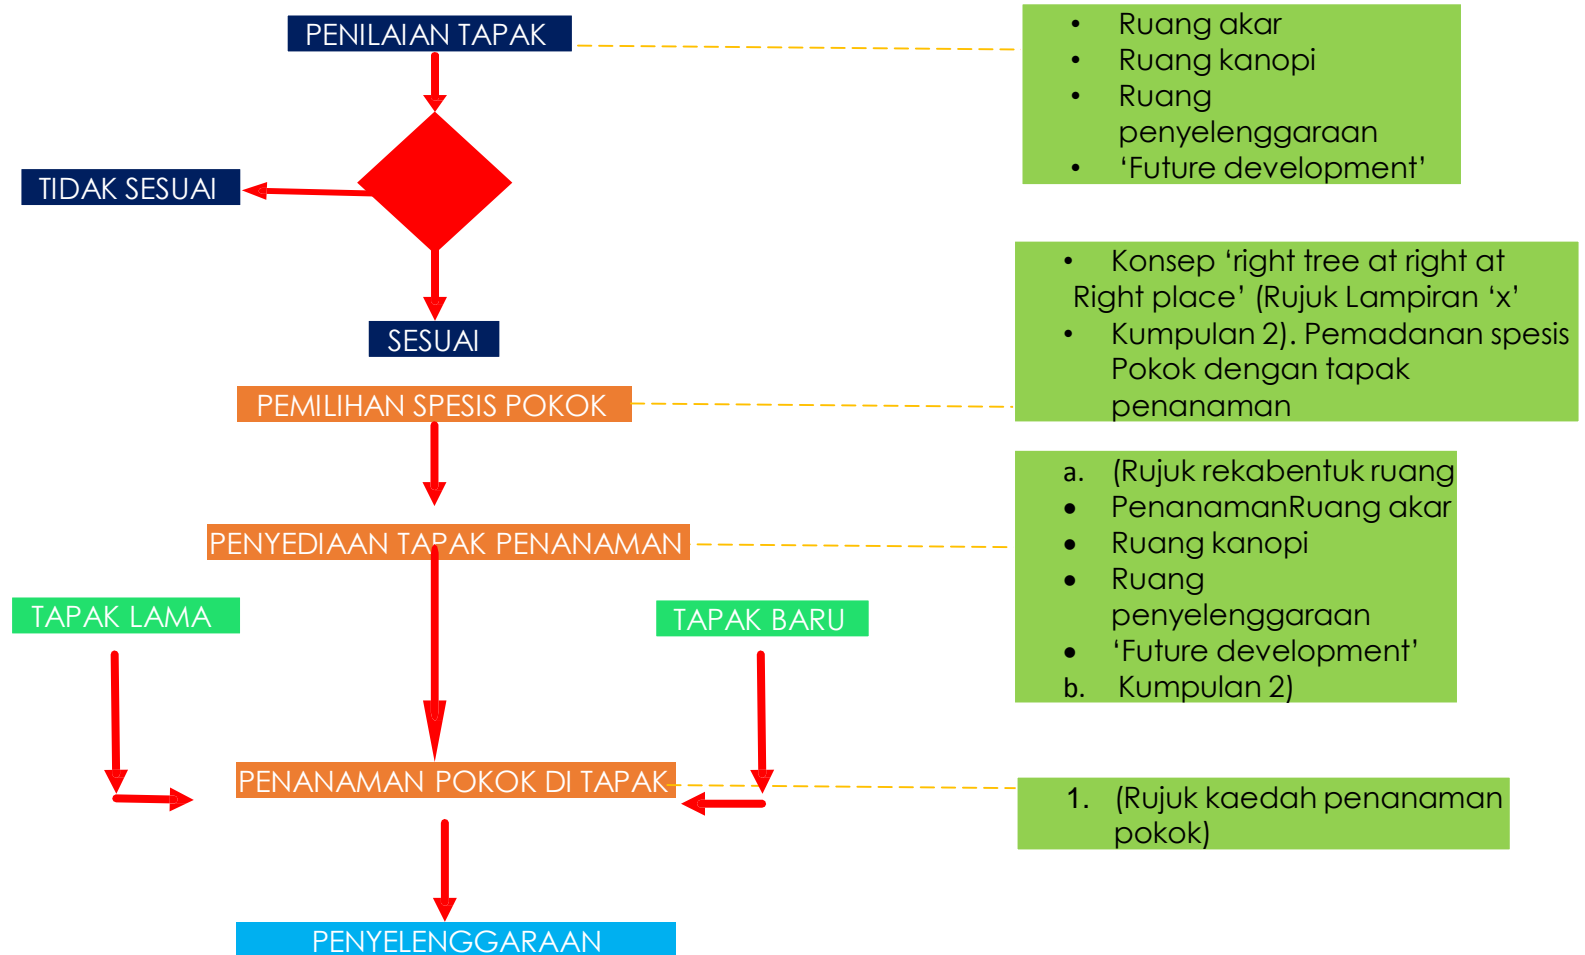 PENILAIAN TAPAK
• Ruang akar
• Ruang kanopi
• Ruang
penyelenggaraan
• ‘Future development’
TIDAK SESUAI
SESUAI
• Konsep ‘right tree at right at
Right place’ (Rujuk Lampiran ‘x’
• Kumpulan 2). Pemadanan spesis
Pokok dengan tapak
penanaman
PEMILIHAN SPESIS POKOK
PENYEDIAAN TAPAK PENANAMAN
a. (Rujuk rekabentuk ruang
• PenanamanRuang akar
• Ruang kanopi
• Ruang
penyelenggaraan
• ‘Future development’
b. Kumpulan 2)
TAPAK LAMA
TAPAK BARU
PENANAMAN POKOK DI TAPAK
1. (Rujuk kaedah penanaman
pokok)
PENYELENGGARAAN